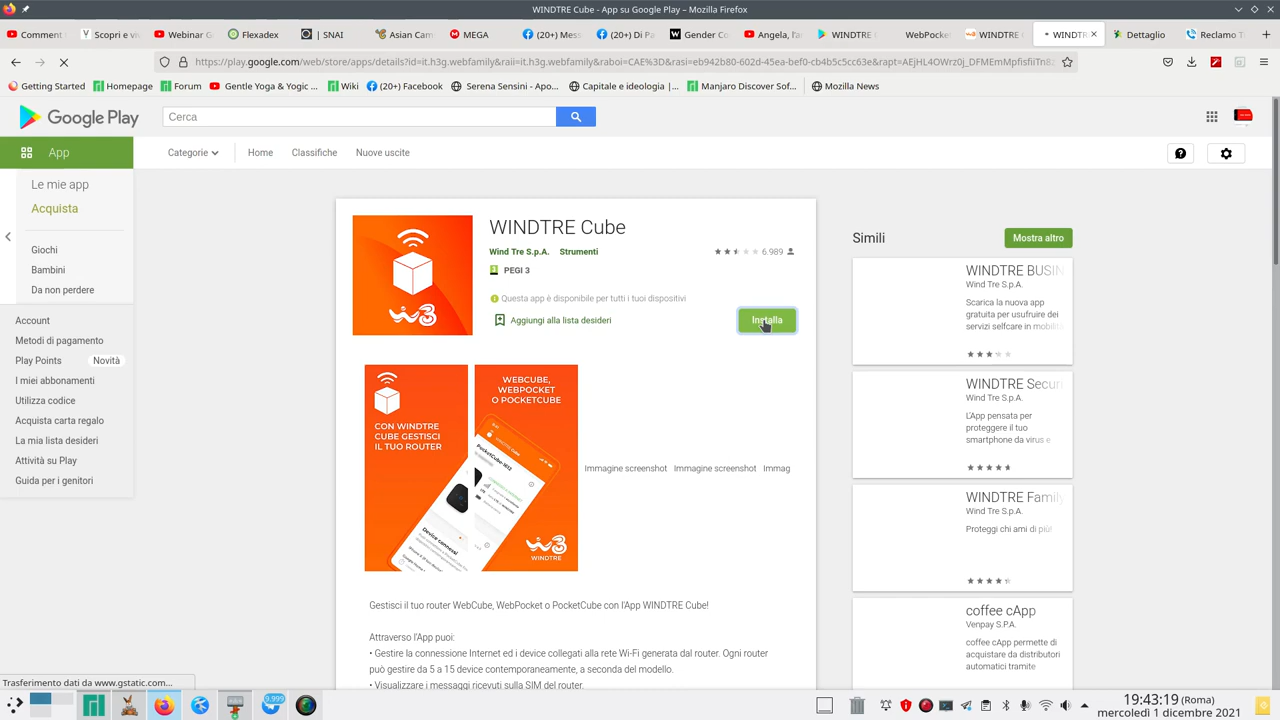 WINDTRE Cube - App su Google Play – Mozilla Firefox
Comment
Scopri e vi
Webinar G
Flexadex
| SNAI
Asian Cam
MEGA
(20+) Mess
(20+) Di Pa
Gender Co
Angela, l'a
WINDTRE C
WebPocket
WINDTRE
WINDTR
Dettaglio
Reclamo T
https://play.google.com/web/store/apps/details?id=it.h3g.webfamily&raii=it.h3g.webfamily&raboi=CAE%3D&rasi=eb942b80-602d-45ea-bef0-cb4b5c5cc63e&rapt=AEjHL4OWrz0j_DFMEmMpfisfiiTn8z
Getting Started
Homepage
Forum
Gentle Yoga & Yogic ...
Wiki
(20+) Facebook
Serena Sensini - Apo...
Capitale e ideologia |...
Manjaro Discover Sof...
Mozilla News
Google Play
Cerca
App
Categorie
Home
Classifiche
Nuove uscite
Le mie app
Acquista
Giochi
Bambini
Da non perdere
Account
Metodi di pagamento
Play Points Novità
I miei abbonamenti
Utilizza codice
Acquista carta regalo
La mia lista desideri
Attività su Play
Guida per i genitori
WINDTRE Cube
Wind Tre S.p.A. Strumenti
6.989
PEGI 3
Questa app è disponibile per tutti i tuoi dispositivi
Aggiungi alla lista desideri
Installa
CON WINDTRE
CUBE GESTISCI
IL TUO ROUTER
WEBCUBE,
WEBPOCKET
O POCKETCUBE
Device connessi
WINDTRE
Immagine screenshot Immagine screenshot Immag
Gestisci il tuo router WebCube, WebPocket o PocketCube con l'App WINDTRE Cube!
Attraverso l'App puoi:
• Gestire la connessione Internet ed i device collegati alla rete Wi-Fi generata dal router. Ogni router
può gestire da 5 a 15 device contemporaneamente, a seconda del modello.
• Visualizzare i messaggi ricevuti sulla SIM del router.
Simili
Mostra altro
WINDTRE BUSIN
Wind Tre S.p.A.
Scarica la nuova app
gratuita per usufruire dei
servizi selfcare in mobilit
WINDTRE Secur
Wind Tre S.p.A.
L'App pensata per
proteggere il tuo
smartphone da virus e
WINDTRE Family
Wind Tre S.p.A.
Proteggi chi ami di più!
coffee cApp
Venpay S.P.A.
coffee cApp permette di
acquistare da distributori
automatici tramite
Trasferimento dati da www.gstatic.com...
9.999
19:43:19 (Roma)
mercoledì 1 dicembre 2021